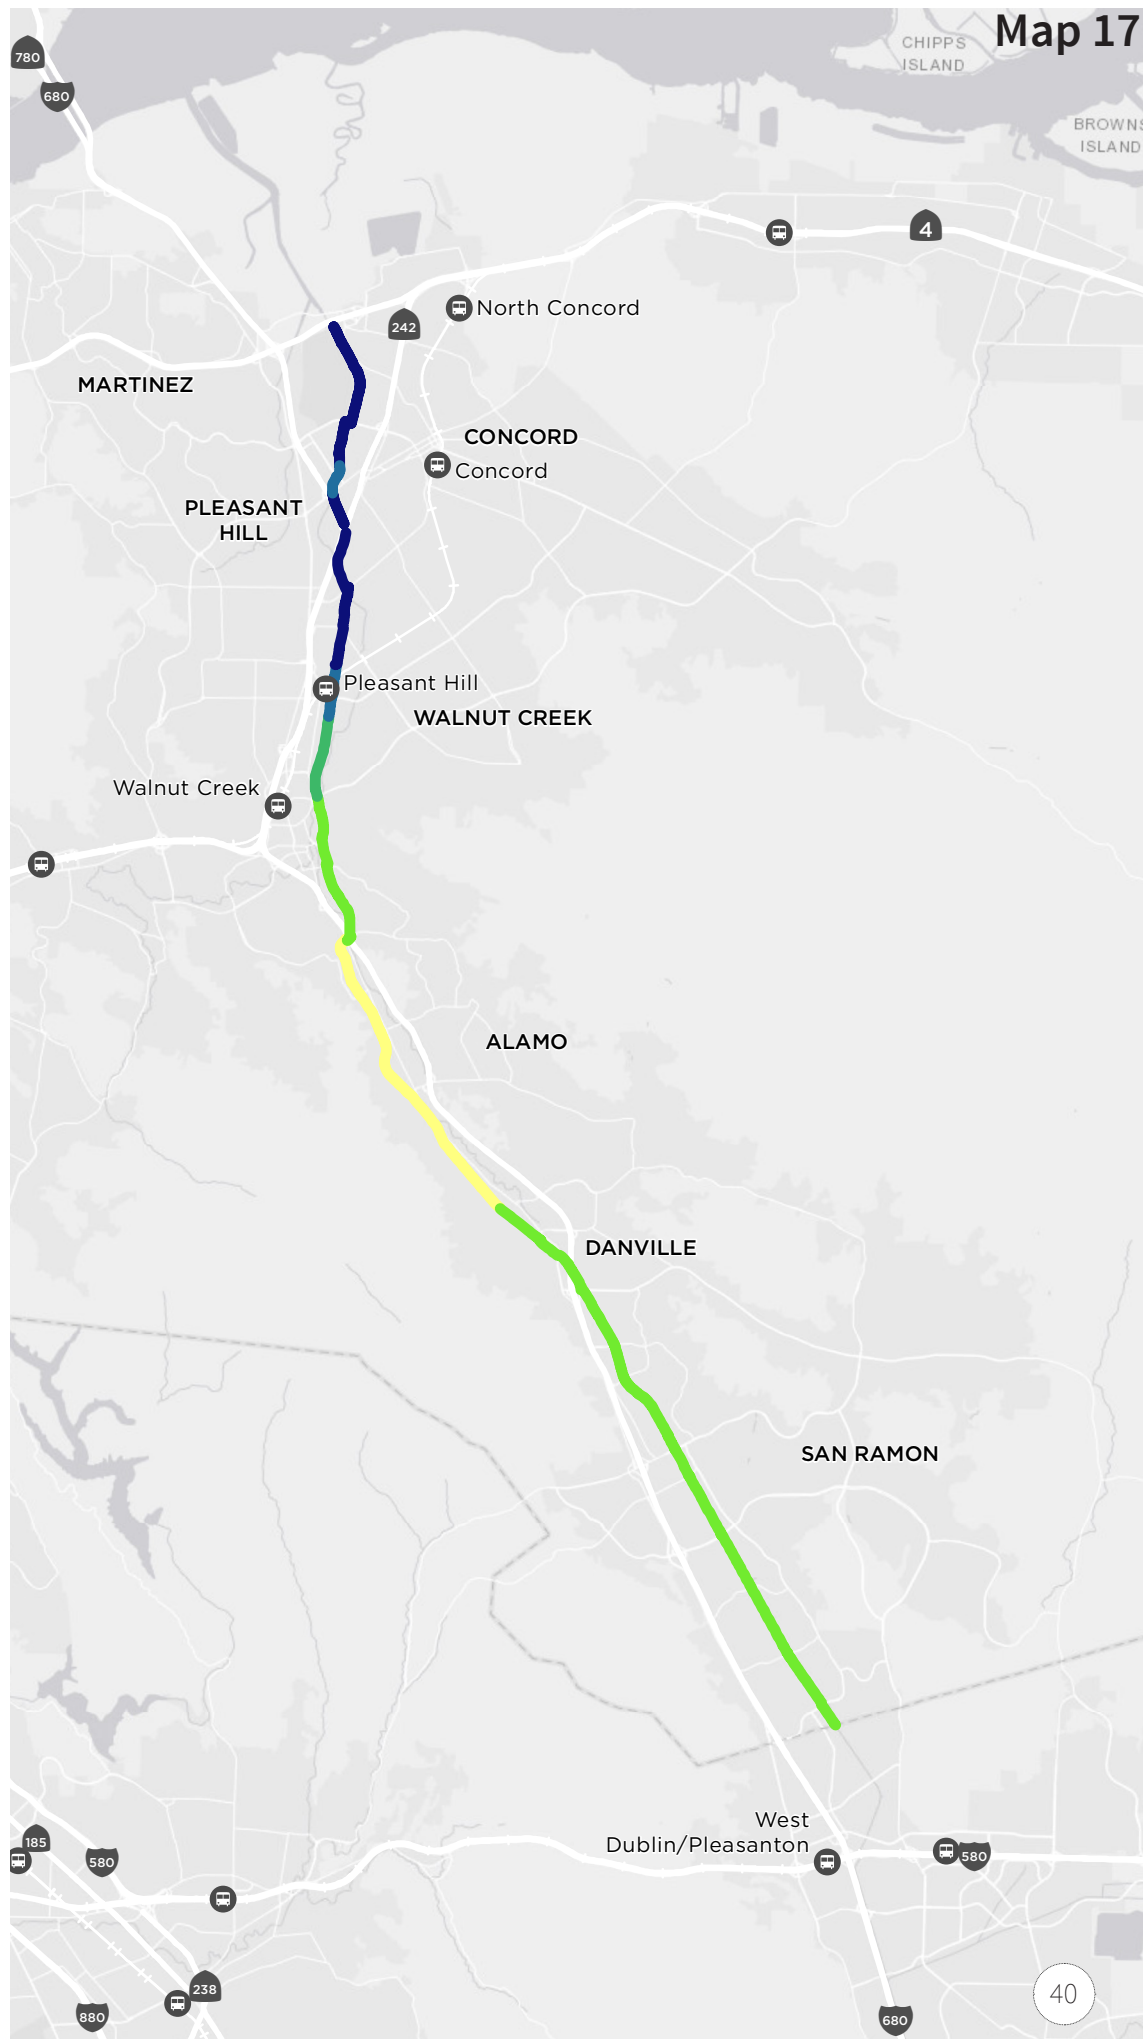 Map 17
CHIPPS
ISLAND
780
680
BROWNS
ISLAND
4
North Concord
242
MARTINEZ
CONCORD
Concord
PLEASANT
HILL
Pleasant Hill
WALNUT CREEK
Walnut Creek
ALAMO
DANVILLE
SAN RAMON
West
Dublin/Pleasanton
185
580
580
238
40
880
680